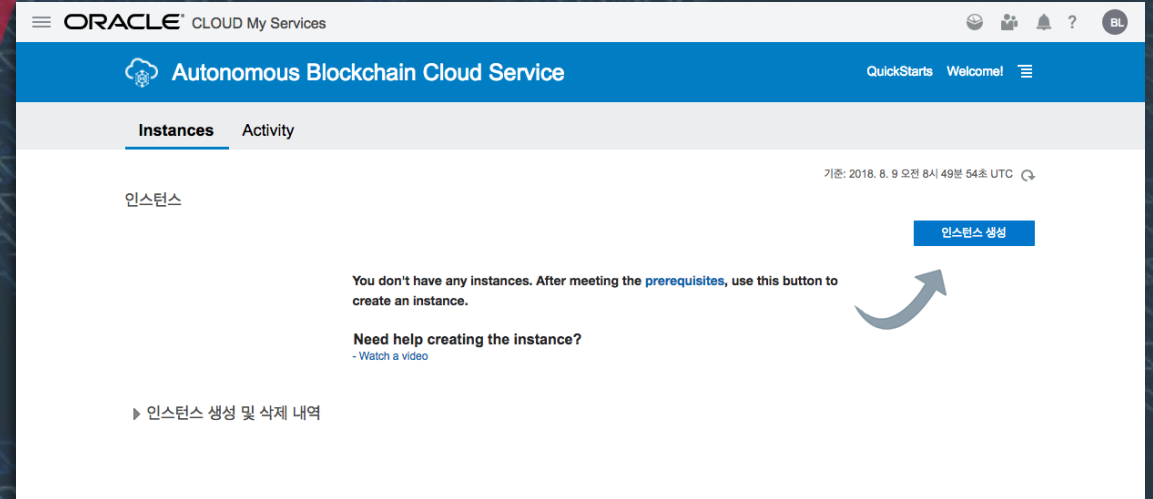 ORACLE® CLOUD My Services
? BL
Autonomous Blockchain Cloud Service
QuickStarts Welcome!
Instances Activity
기준: 2018. 8. 9 오전 8시 49분 54초 UTC
인스턴스
인스턴스 생성
You don't have any instances. After meeting the prerequisites, use this button to
create an instance.
Need help creating the instance?
- Watch a video
인스턴스 생성 및 삭제 내역